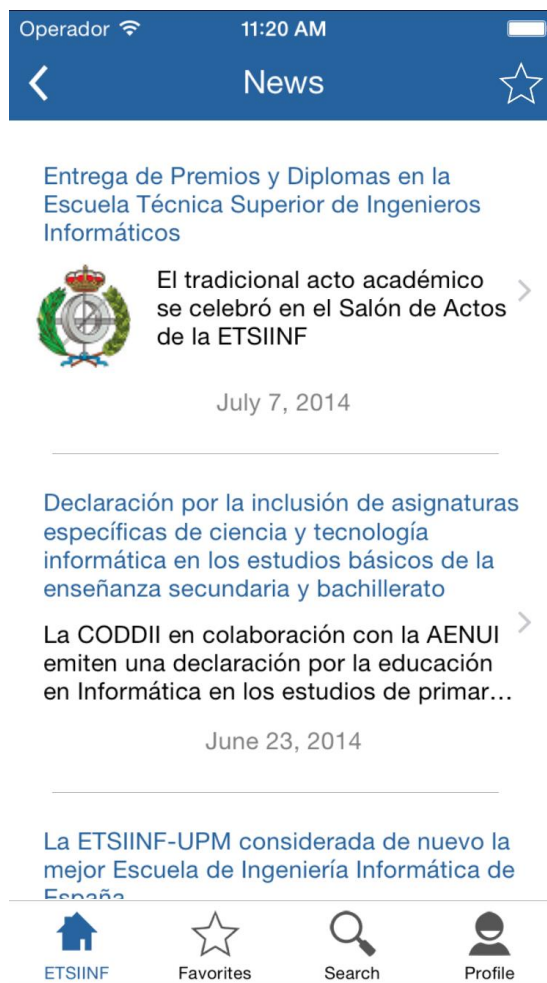 Operador 11:20 AM
News
Entrega de Premios y Diplomas en la
Escuela Técnica Superior de Ingenieros
Informáticos
El tradicional acto académico
se celebró en el Salón de Actos
de la ETSIINF
July 7, 2014
Declaración por la inclusión de asignaturas
específicas de ciencia y tecnología
informática en los estudios básicos de la
enseñanza secundaria y bachillerato
La CODDII en colaboración con la AENUI
emiten una declaración por la educación
en Informática en los estudios de primar...
June 23, 2014
La ETSIINF-UPM considerada de nuevo la
mejor Escuela de Ingeniería Informática de
España
ETSIINF Favorites Search Profile